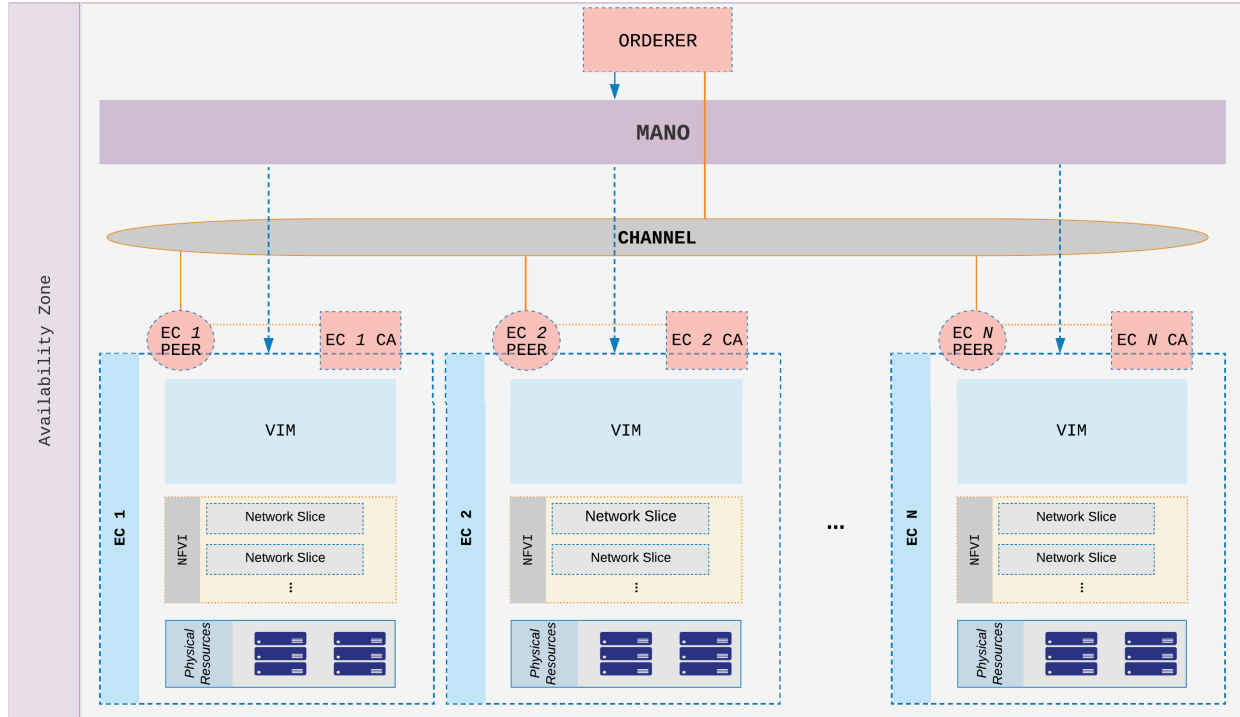 ORDERER
MANO
CHANNEL
Availability Zone
EC 1
PEER
EC 1 CA
EC 2
PEER
EC 2 CA
EC N
PEER
EC N CA
EC 1
VIM
NFVI
Network Slice
Network Slice
...
Physical
Resources
EC 2
VIM
NFVI
Network Slice
Network Slice
...
Physical
Resources
...
EC N
VIM
NFVI
Network Slice
Network Slice
...
Physical
Resources